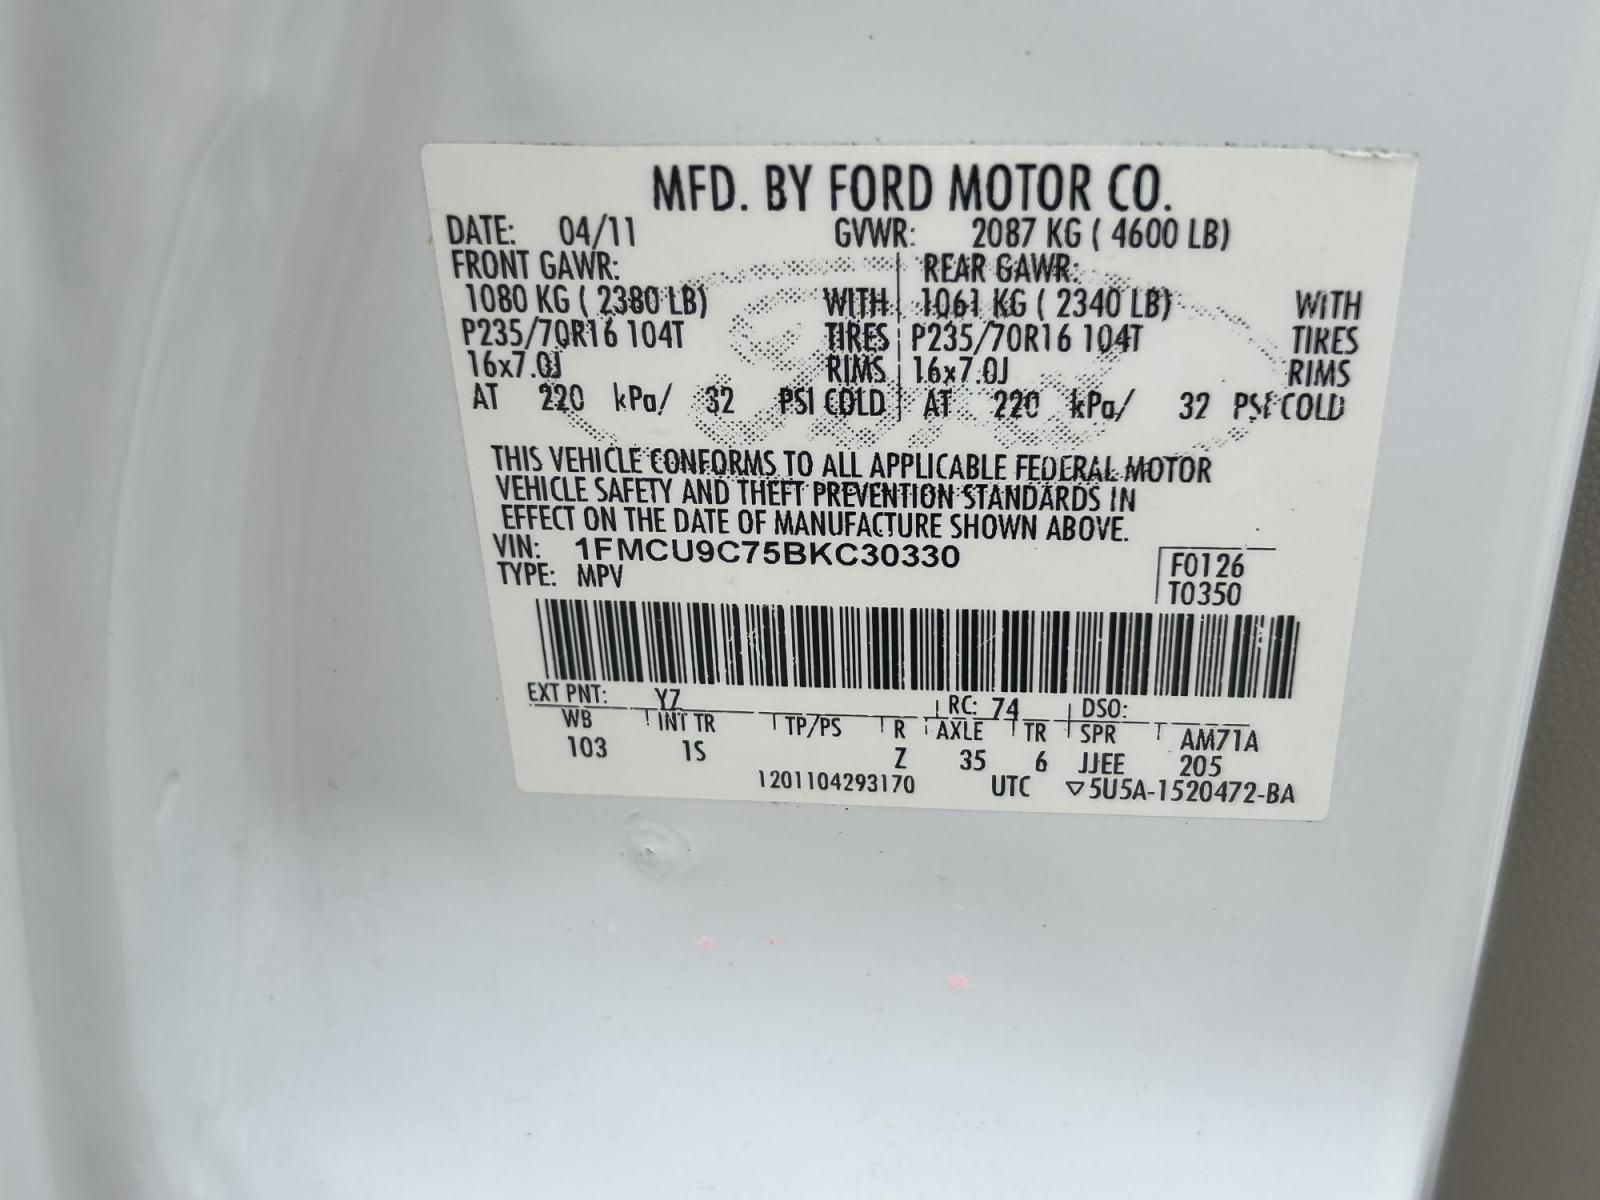 MFD. BY FORD MOTOR CO.
DATE: 04/11 GVWR: 2087 KG ( 4600 LB)
FRONT GAWR: REAR GAWR:
1080 KG ( 2380 LB) WITH 1061 KG ( 2340 LB) WITH
P235/70R16 104T TIRES P235/70R16 104T TIRES
16x7.0J RIMS 16x7.0J RIMS
AT 220 kPa/ 32 PSI COLD AT 220 kPa/ 32 PSI COLD
THIS VEHICLE CONFORMS TO ALL APPLICABLE FEDERAL MOTOR
VEHICLE SAFETY AND THEFT PREVENTION STANDARDS IN
EFFECT ON THE DATE OF MANUFACTURE SHOWN ABOVE.
VIN: 1FMCU9C75BKC30330 F0126
TYPE: MPV T0350
EXT PNT: YZ RC: 74 DSO:
WB INT TR TP/PS R AXLE TR SPR AM71A
103 1S Z 35 6 JJEE 205
1201104293170 UTC ▽5U5A-1520472-BA